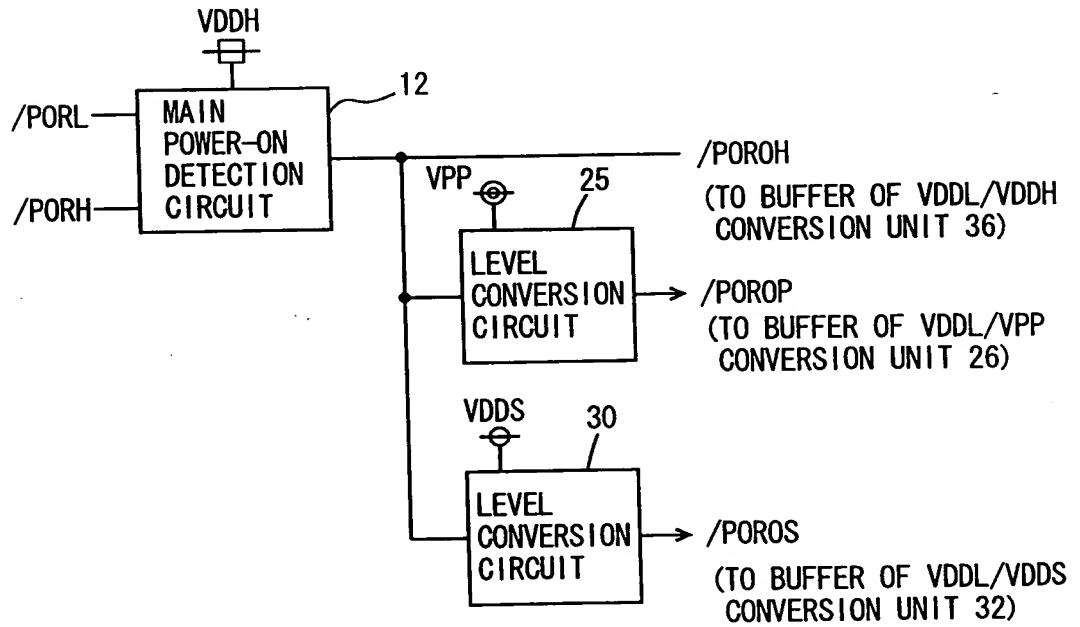 VDDH
12
/PORL
MAIN
POWER-ON
DETECTION
CIRCUIT
/PORH
/POROH
(TO BUFFER OF VDDL/VDDH
CONVERSION UNIT 36)
VPP
25
LEVEL
CONVERSION
CIRCUIT
/POROP
(TO BUFFER OF VDDL/VPP
CONVERSION UNIT 26)
VDDS
30
LEVEL
CONVERSION
CIRCUIT
/POROS
(TO BUFFER OF VDDL/VDDS
CONVERSION UNIT 32)